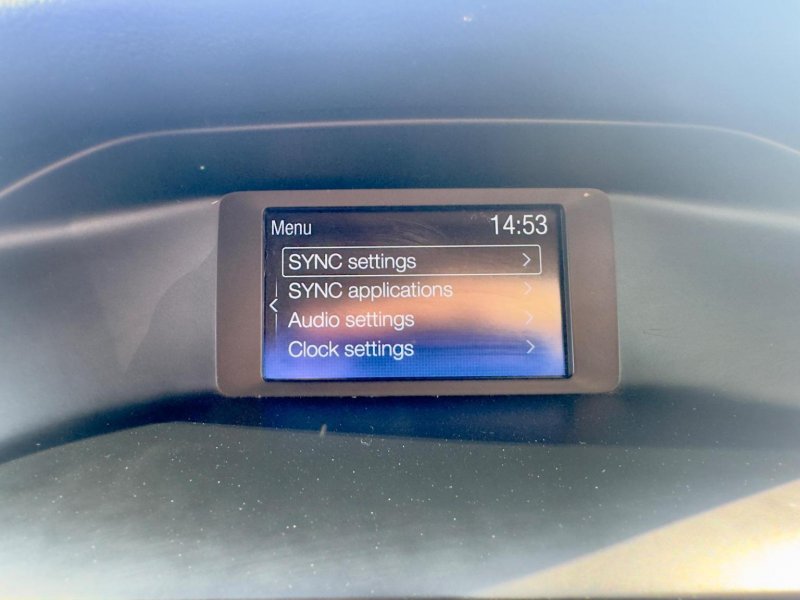 Menu 14:53
SYNC settings
SYNC applications
Audio settings
Clock settings